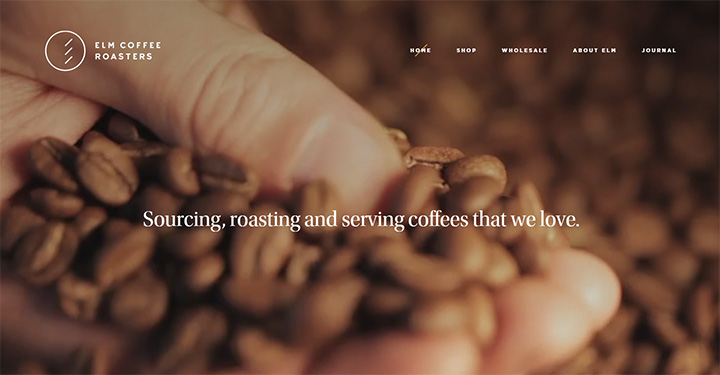 ELM COFFEE
ROASTERS
HOME SHOP WHOLESALE ABOUT ELM JOURNAL
Sourcing, roasting and serving coffees that we love.